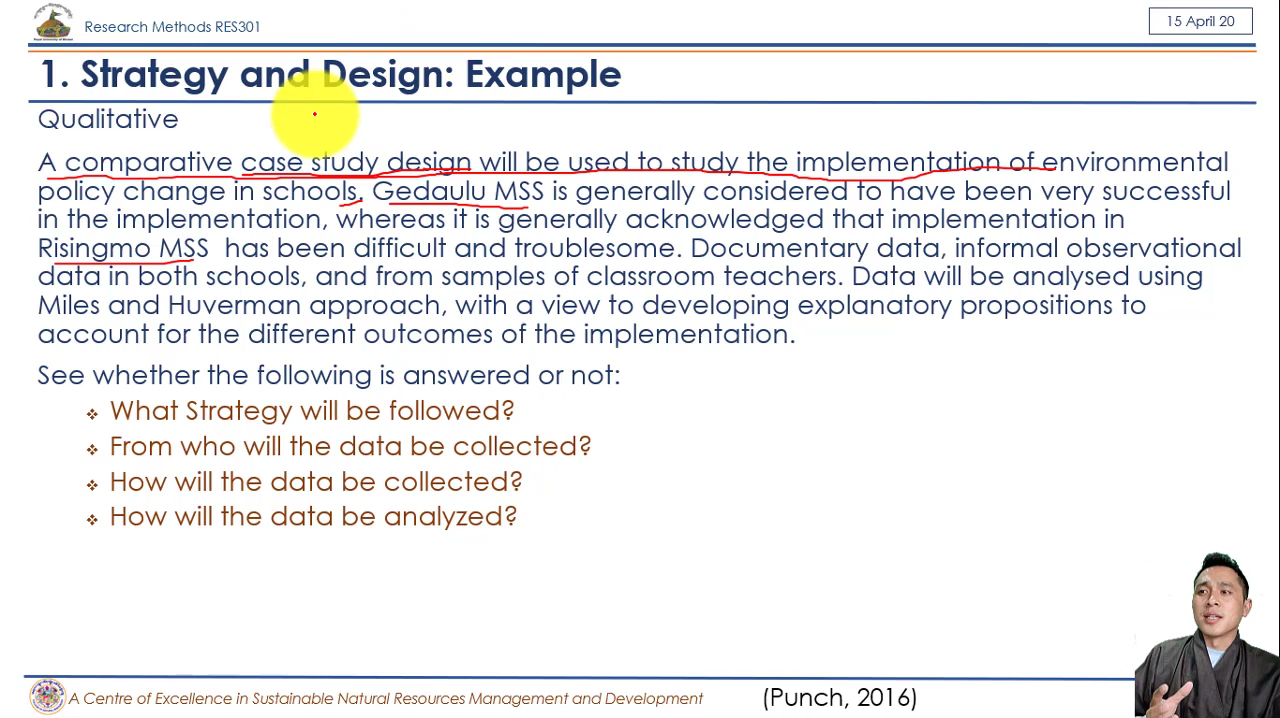 Research Methods RES301
15 April 20
1. Strategy and Design: Example
Qualitative
A comparative case study design will be used to study the implementation of environmental
policy change in schools. Gedaulu MSS is generally considered to have been very successful
in the implementation, whereas it is generally acknowledged that implementation in
Risingmo MSS has been difficult and troublesome. Documentary data, informal observational
data in both schools, and from samples of classroom teachers. Data will be analysed using
Miles and Huverman approach, with a view to developing explanatory propositions to
account for the different outcomes of the implementation.
See whether the following is answered or not:
❖ What Strategy will be followed?
❖ From who will the data be collected?
❖ How will the data be collected?
❖ How will the data be analyzed?
A Centre of Excellence in Sustainable Natural Resources Management and Development
(Punch, 2016)